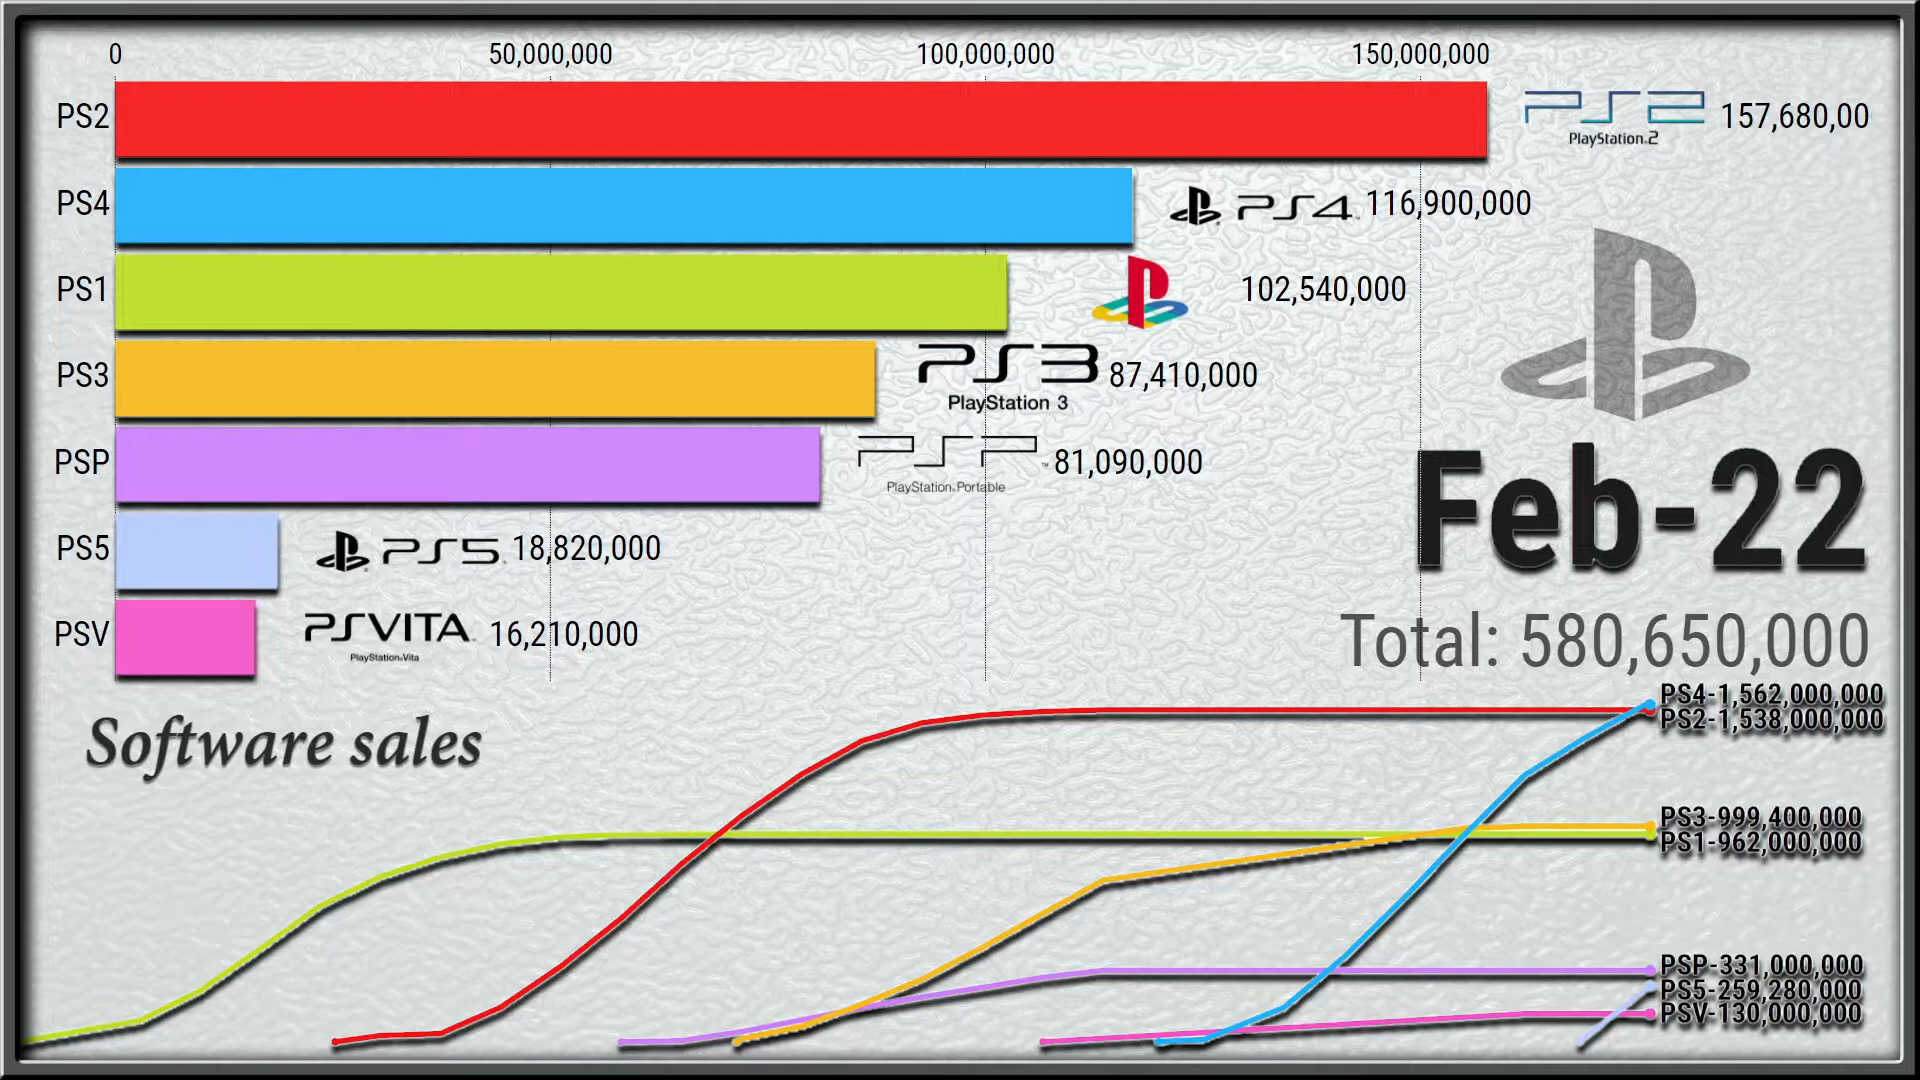 0 50,000,000 100,000,000 150,000,000
PS2 PS2 157,680,00
PlayStation.2
PS4 PS4™ 116,900,000
PS1 102,540,000
PS3 PS3 87,410,000
PlayStation 3
PSP PSP™ 81,090,000
PlayStation.Portable
Feb-22
PS5 PS5 18,820,000
PSV PSVITA 16,210,000
PlayStation.Vita
Total: 580,650,000
Software sales
PS4-1,562,000,000
PS2-1,538,000,000
PS3-999,400,000
PS1-962,000,000
PSP-331,000,000
PS5-259,280,000
PSV-130,000,000